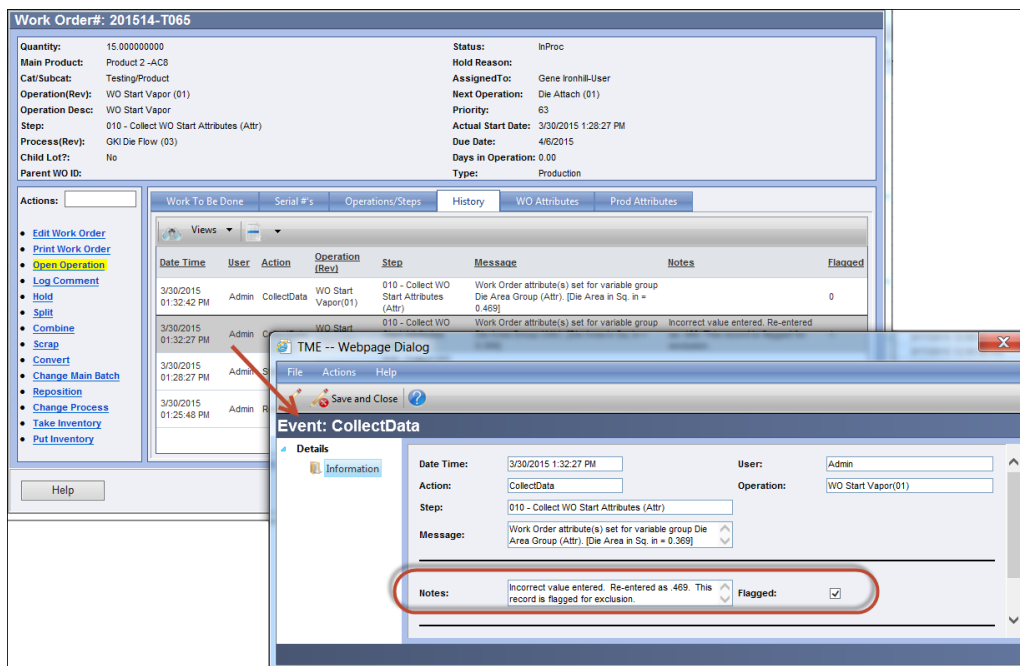 Work Order#: 201514-T065
Quantity: 15.000000000 Status: InProc
Main Product: Product 2 -AC8 Hold Reason:
Cat/Subcat: Testing/Product AssignedTo: Gene Ironhill-User
Operation(Rev): WO Start Vapor (01) Next Operation: Die Attach (01)
Operation Desc: WO Start Vapor Priority: 63
Step: 010 - Collect WO Start Attributes (Attr) Actual Start Date: 3/30/2015 1:28:27 PM
Process(Rev): GKI Die Flow (03) Due Date: 4/6/2015
Child Lot?: No Days in Operation: 0.00
Parent WO ID: Type: Production
Actions:
Edit Work Order
Print Work Order
Open Operation
Log Comment
Hold
Split
Combine
Scrap
Convert
Change Main Batch
Reposition
Change Process
Take Inventory
Put Inventory
Help
Work To Be Done Serial #'s Operations/Steps History WO Attributes Prod Attributes
Views
Date Time User Action Operation (Rev) Step Message Notes Flagged
3/30/2015 010 - Collect WO Work Order attribute(s) set for variable group
01:32:42 PM Admin CollectData WO Start Vapor(01) Start Attributes Die Area Group (Attr). [Die Area in Sq. in = 0
(Attr) 0.469]
3/30/2015 WO Start 010 - Collect WO Work Order attribute(s) set for variable group Incorrect value entered. Re-entered
01:32:27 PM Admin
3/30/2015
01:28:27 PM Admin
3/30/2015
01:25:48 PM Admin
TME -- Webpage Dialog
File Actions Help
Save and Close
Event: CollectData
Details
Information
Date Time: 3/30/2015 1:32:27 PM User: Admin
Action: CollectData Operation: WO Start Vapor(01)
Step: 010 - Collect WO Start Attributes (Attr)
Message: Work Order attribute(s) set for variable group Die
Area Group (Attr). [Die Area in Sq. in = 0.369]
Notes: Incorrect value entered. Re-entered as .469. This
record is flagged for exclusion.
Flagged: